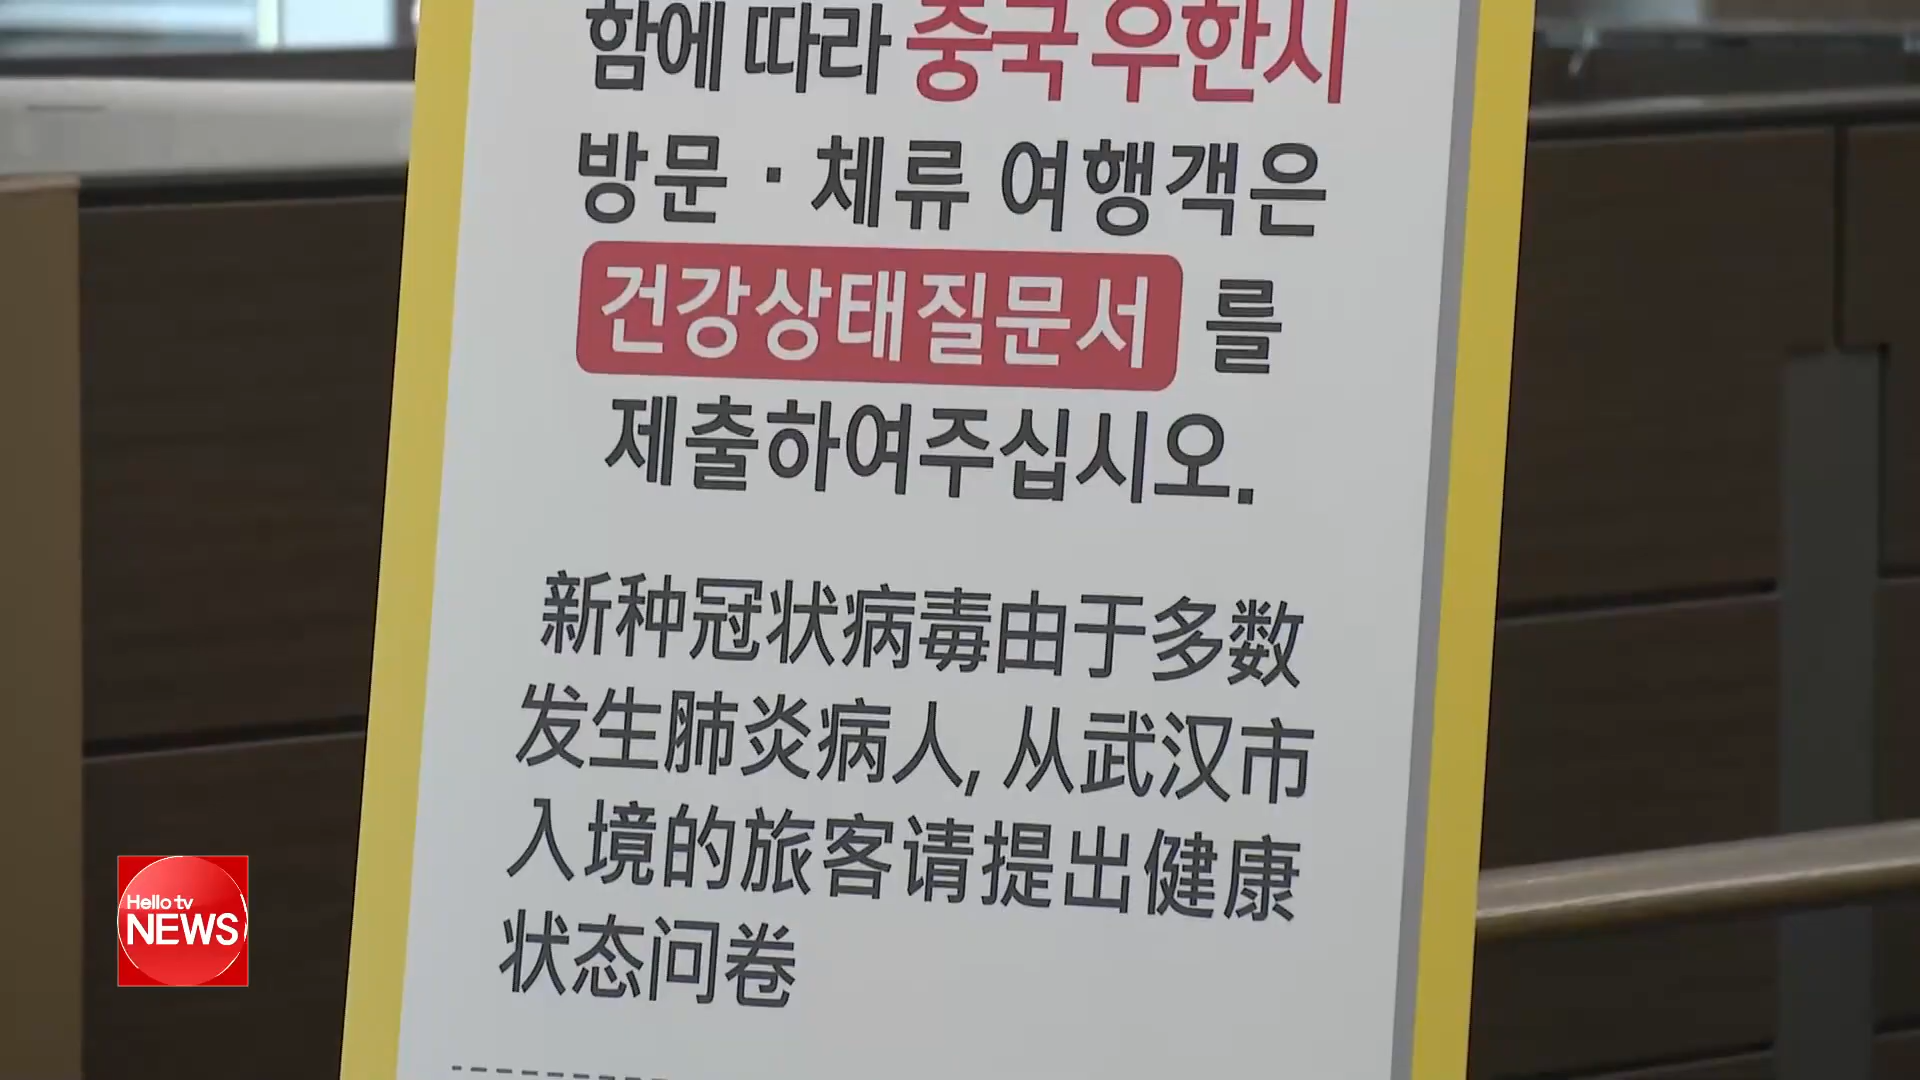 함에 따라 중국 우한시
방문 · 체류 여행객은
건강상태질문서 를
제출하여주십시오.
新种冠状病毒由于多数
发生肺炎病人, 从武汉市
入境的旅客请提出健康
状态问卷
Hello tv
NEWS